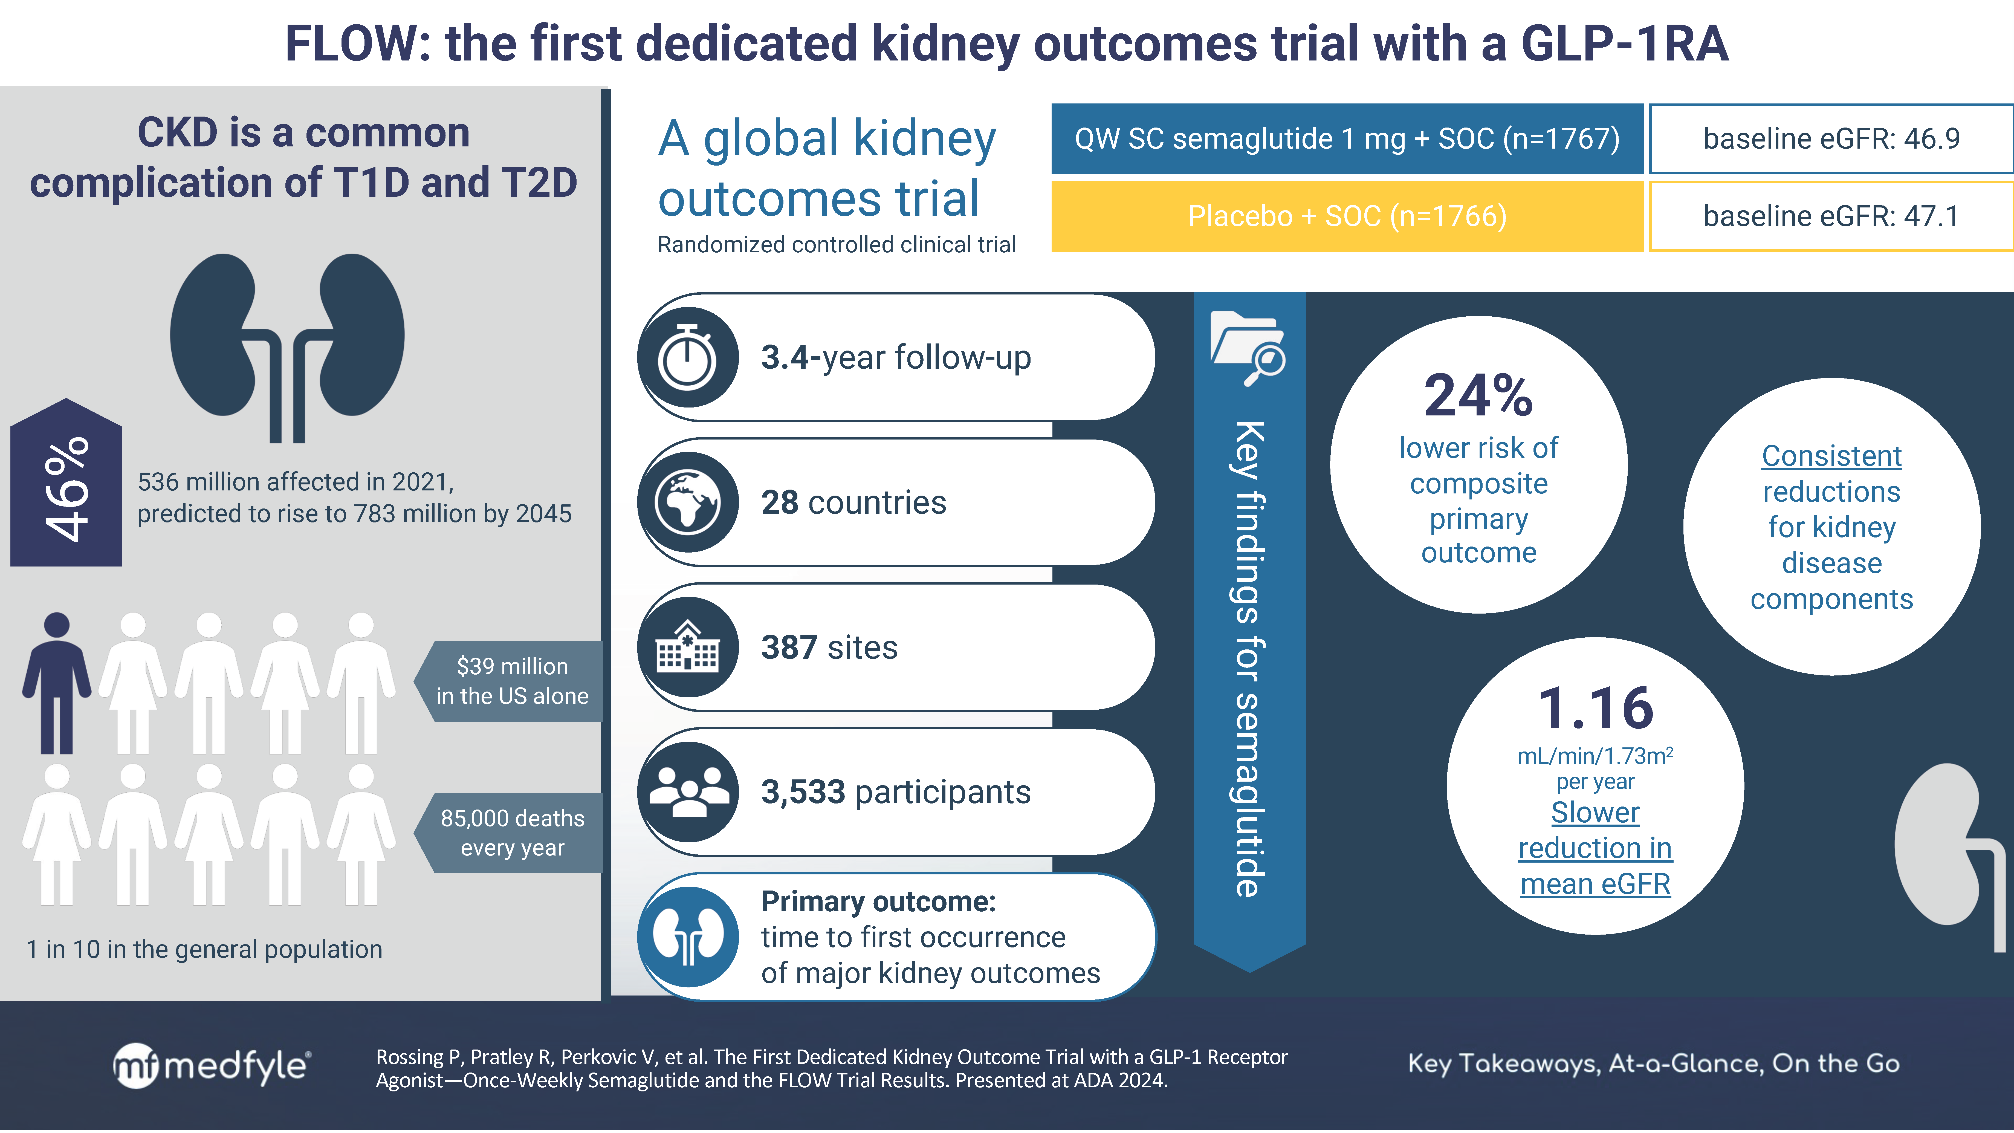 FLOW: the first dedicated kidney outcomes trial with a GLP-1RA
CKD is a common
complication of T1D and T2D
46%
536 million affected in 2021,
predicted to rise to 783 million by 2045
$39 million
in the US alone
85,000 deaths
every year
1 in 10 in the general population
A global kidney
outcomes trial
Randomized controlled clinical trial
QW SC semaglutide 1 mg + SOC (n=1767)
baseline eGFR: 46.9
Placebo + SOC (n=1766)
baseline eGFR: 47.1
3.4-year follow-up
28 countries
387 sites
3,533 participants
Primary outcome:
time to first occurrence
of major kidney outcomes
Key findings for semaglutide
24%
lower risk of
composite
primary
outcome
Consistent
reductions
for kidney
disease
components
1.16
mL/min/1.73m²
per year
Slower
reduction in
mean eGFR
mf medfyle®
Rossing P, Pratley R, Perkovic V, et al. The First Dedicated Kidney Outcome Trial with a GLP-1 Receptor
Agonist—Once-Weekly Semaglutide and the FLOW Trial Results. Presented at ADA 2024.
Key Takeaways, At-a-Glance, On the Go